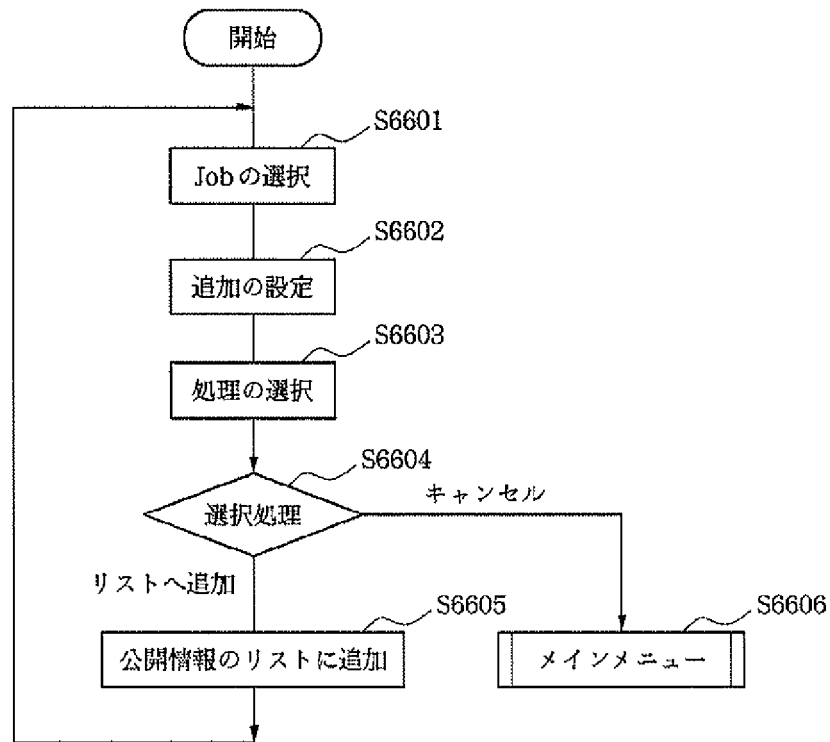 開始
S6601
Jobの選択
S6602
追加の設定
S6603
処理の選択
S6604
選択処理
キャンセル
リストへ追加
S6605
公開情報のリストに追加
S6606
メインメニュー